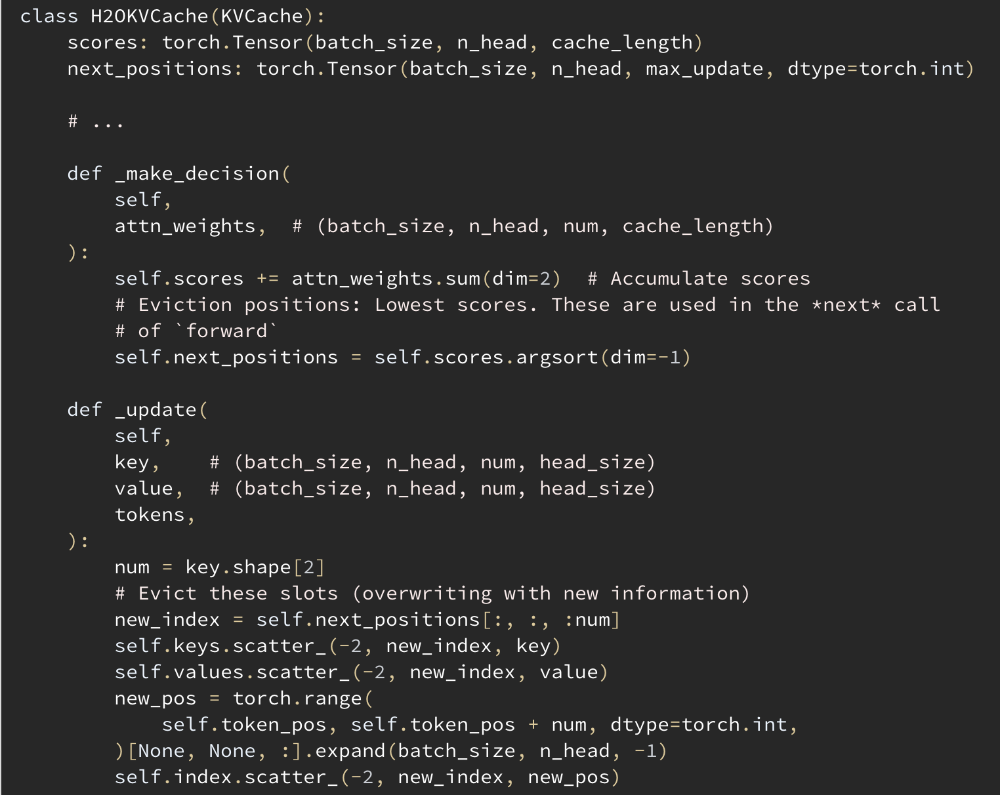 class H2OKVCache(KVCache):
    scores: torch.Tensor(batch_size, n_head, cache_length)
    next_positions: torch.Tensor(batch_size, n_head, max_update, dtype=torch.int)

    # ...

    def _make_decision(
        self,
        attn_weights,  # (batch_size, n_head, num, cache_length)
    ):
        self.scores += attn_weights.sum(dim=2)  # Accumulate scores
        # Eviction positions: Lowest scores. These are used in the *next* call
        # of `forward`
        self.next_positions = self.scores.argsort(dim=-1)

    def _update(
        self,
        key,    # (batch_size, n_head, num, head_size)
        value,  # (batch_size, n_head, num, head_size)
        tokens,
    ):
        num = key.shape[2]
        # Evict these slots (overwriting with new information)
        new_index = self.next_positions[:, :, :num]
        self.keys.scatter_(-2, new_index, key)
        self.values.scatter_(-2, new_index, value)
        new_pos = torch.range(
            self.token_pos, self.token_pos + num, dtype=torch.int,
        )[None, None, :].expand(batch_size, n_head, -1)
        self.index.scatter_(-2, new_index, new_pos)